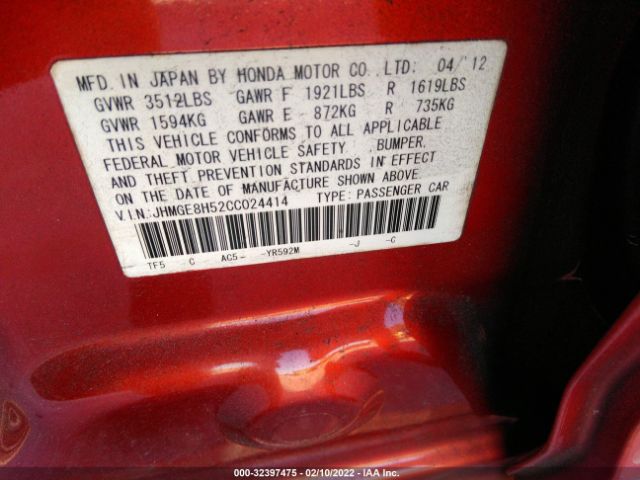 MFD. IN JAPAN BY HONDA MOTOR CO.,LTD: 04/'12
GVWR 3512LBS GAWR F 1921LBS R 1619LBS
GVWR 1594KG GAWR E 872KG R 735KG
THIS VEHICLE CONFORMS TO ALL APPLICABLE
FEDERAL MOTOR VEHICLE SAFETY , BUMPER,
AND THEFT PREVENTION STANDARDS IN EFFECT
ON THE DATE OF MANUFACTURE SHOWN ABOVE.
V.I.N: JHMGE8H52CC024414 TYPE: PASSENGER CAR
TF5 -C AC5- -YR592M -J -C
000-32397475 — 02/10/2022 — IAA Inc.